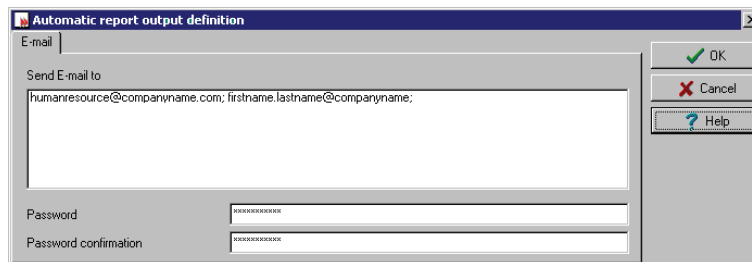 Automatic report output definition
E-mail
OK
Send E-mail to
Cancel
humanresource@companyname.com; firstname.lastname@companyname;
Help
Password ***********
Password confirmation ***********